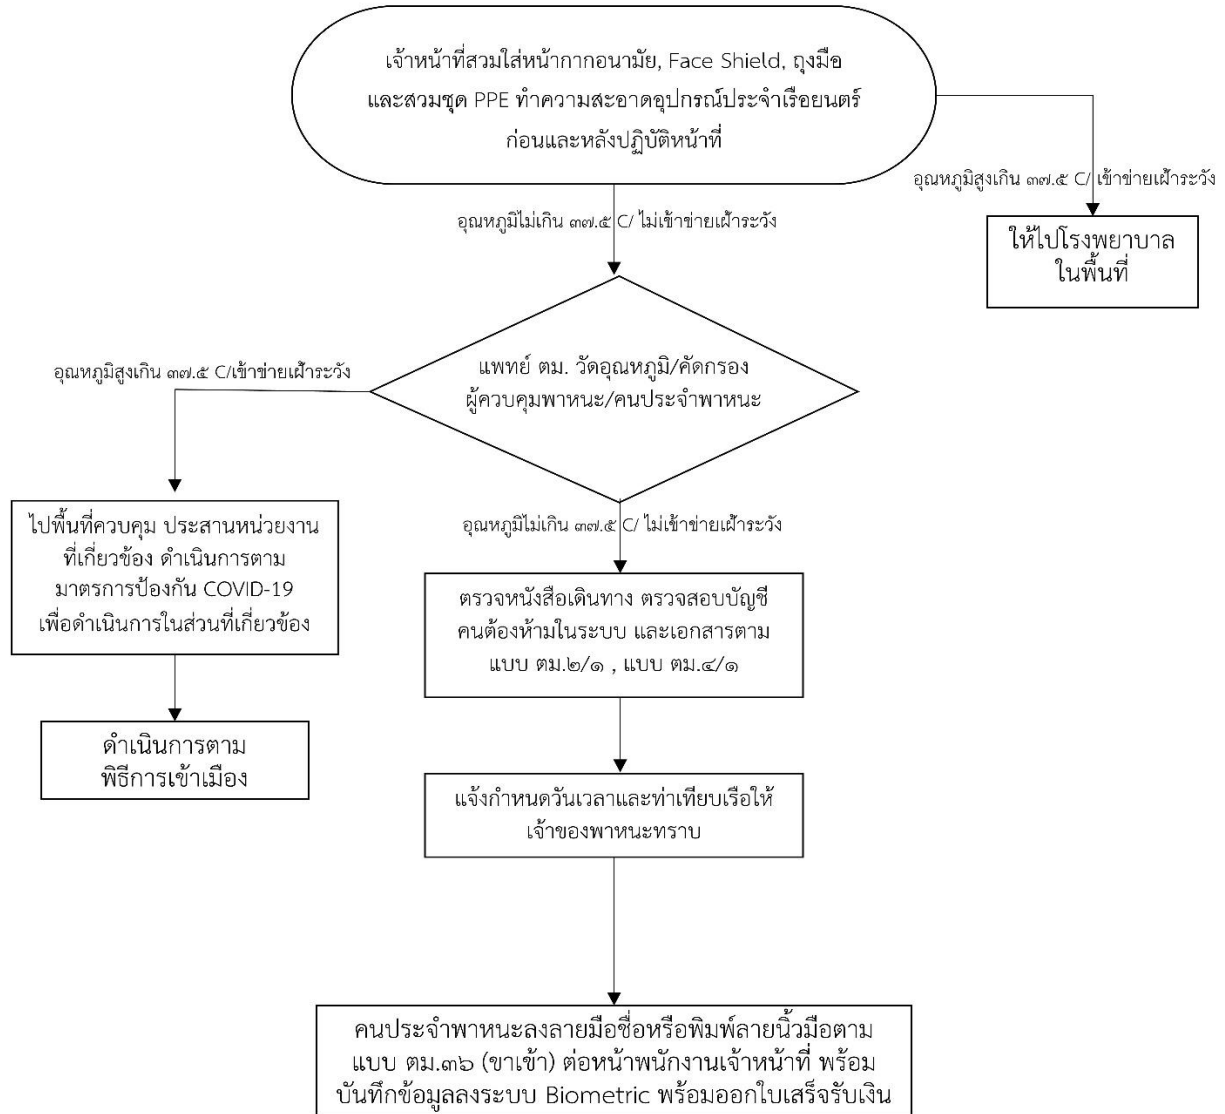 เจ้าหน้าที่สวมใส่หน้ากากอนามัย, Face Shield, ถุงมือ
และสวมชุด PPE ทำความสะอาดอุปกรณ์ประจำเรือยนตร์
ก่อนและหลังปฏิบัติหน้าที่
อุณหภูมิสูงเกิน ๓๗.๕ C/ เข้าข่ายเฝ้าระวัง
อุณหภูมิไม่เกิน ๓๗.๕ C/ ไม่เข้าข่ายเฝ้าระวัง
ให้ไปโรงพยาบาล
ในพื้นที่
แพทย์ ตม. วัดอุณหภูมิ/คัดกรอง
ผู้ควบคุมพาหนะ/คนประจำพาหนะ
อุณหภูมิสูงเกิน ๓๗.๕ C/เข้าข่ายเฝ้าระวัง
ไปพื้นที่ควบคุม ประสานหน่วยงาน
ที่เกี่ยวข้อง ดำเนินการตาม
มาตรการป้องกัน COVID-19
เพื่อดำเนินการในส่วนที่เกี่ยวข้อง
ดำเนินการตาม
พิธีการเข้าเมือง
อุณหภูมิไม่เกิน ๓๗.๕ C/ ไม่เข้าข่ายเฝ้าระวัง
ตรวจหนังสือเดินทาง ตรวจสอบบัญชี
คนต้องห้ามในระบบ และเอกสารตาม
แบบ ตม.๒/๑ , แบบ ตม.๔/๑
แจ้งกำหนดวันเวลาและท่าเทียบเรือให้
เจ้าของพาหนะทราบ
คนประจำพาหนะลงลายมือชื่อหรือพิมพ์ลายนิ้วมือตาม
แบบ ตม.๓๖ (ขาเข้า) ต่อหน้าพนักงานเจ้าหน้าที่ พร้อม
บันทึกข้อมูลลงระบบ Biometric พร้อมออกใบเสร็จรับเงิน